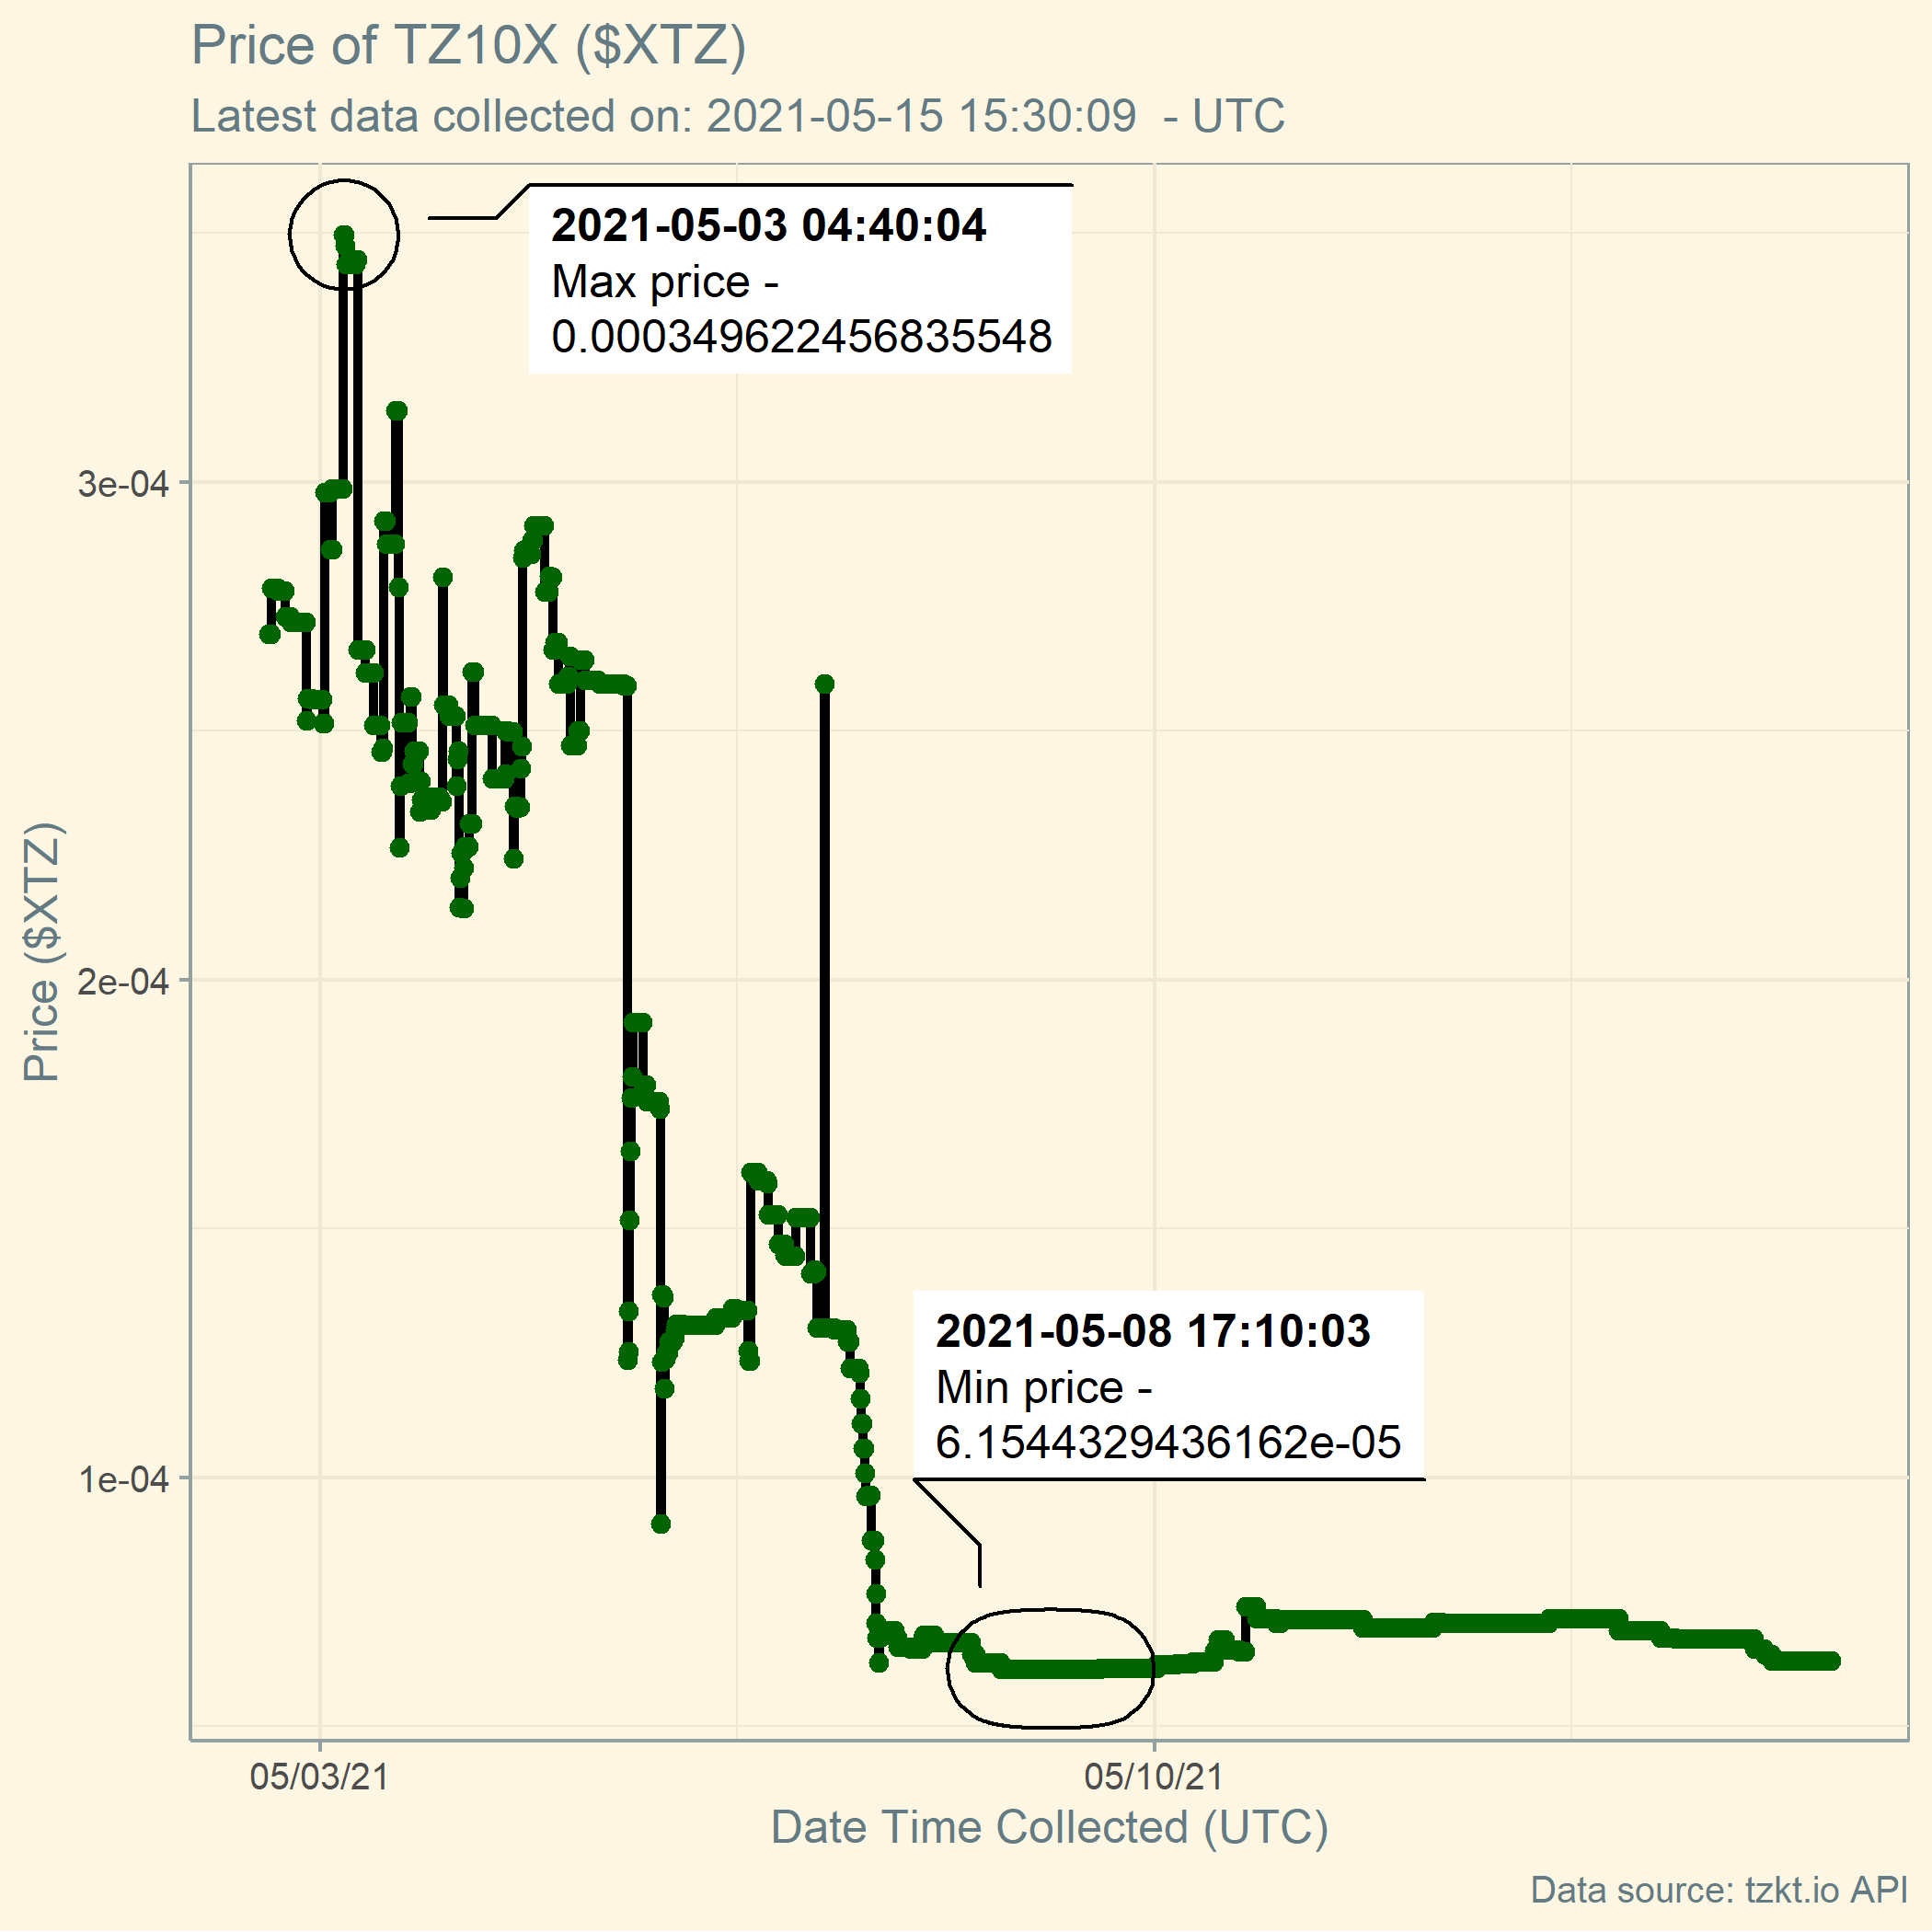 Price of TZ10X ($XTZ)
Latest data collected on: 2021-05-15 15:30:09  - UTC
2021-05-03 04:40:04
Max price -
0.0003496222456835548
3e-04
2e-04
1e-04
Price ($XTZ)
2021-05-08 17:10:03
Min price -
6.1544329436162e-05
05/03/21
05/10/21
Date Time Collected (UTC)
Data source: tzkt.io API